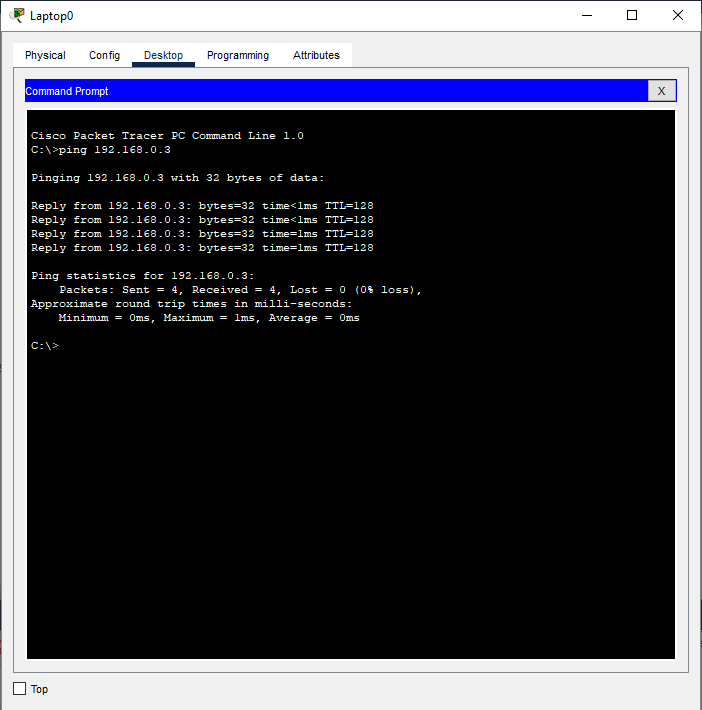 Laptop0
Physical Config Desktop Programming Attributes
Command Prompt X
Cisco Packet Tracer PC Command Line 1.0
C:\>ping 192.168.0.3
Pinging 192.168.0.3 with 32 bytes of data:
Reply from 192.168.0.3: bytes=32 time<1ms TTL=128
Reply from 192.168.0.3: bytes=32 time<1ms TTL=128
Reply from 192.168.0.3: bytes=32 time=1ms TTL=128
Reply from 192.168.0.3: bytes=32 time=1ms TTL=128
Ping statistics for 192.168.0.3:
    Packets: Sent = 4, Received = 4, Lost = 0 (0% loss),
Approximate round trip times in milli-seconds:
    Minimum = 0ms, Maximum = 1ms, Average = 0ms
C:\>
Top